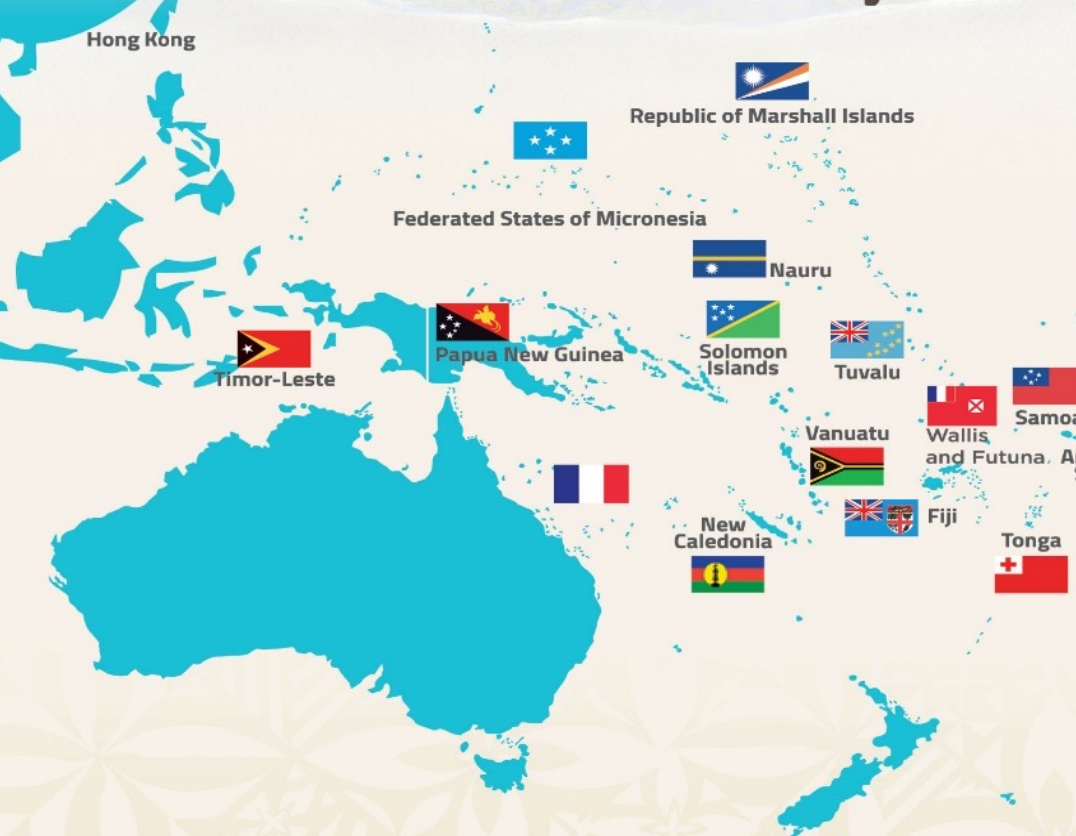 Hong Kong
Republic of Marshall Islands
Federated States of Micronesia
Nauru
Papua New Guinea
Solomon
Islands
Timor-Leste
Tuvalu
Samoa
Vanuatu
Wallis
and Futuna
Fiji
New
Caledonia
Tonga